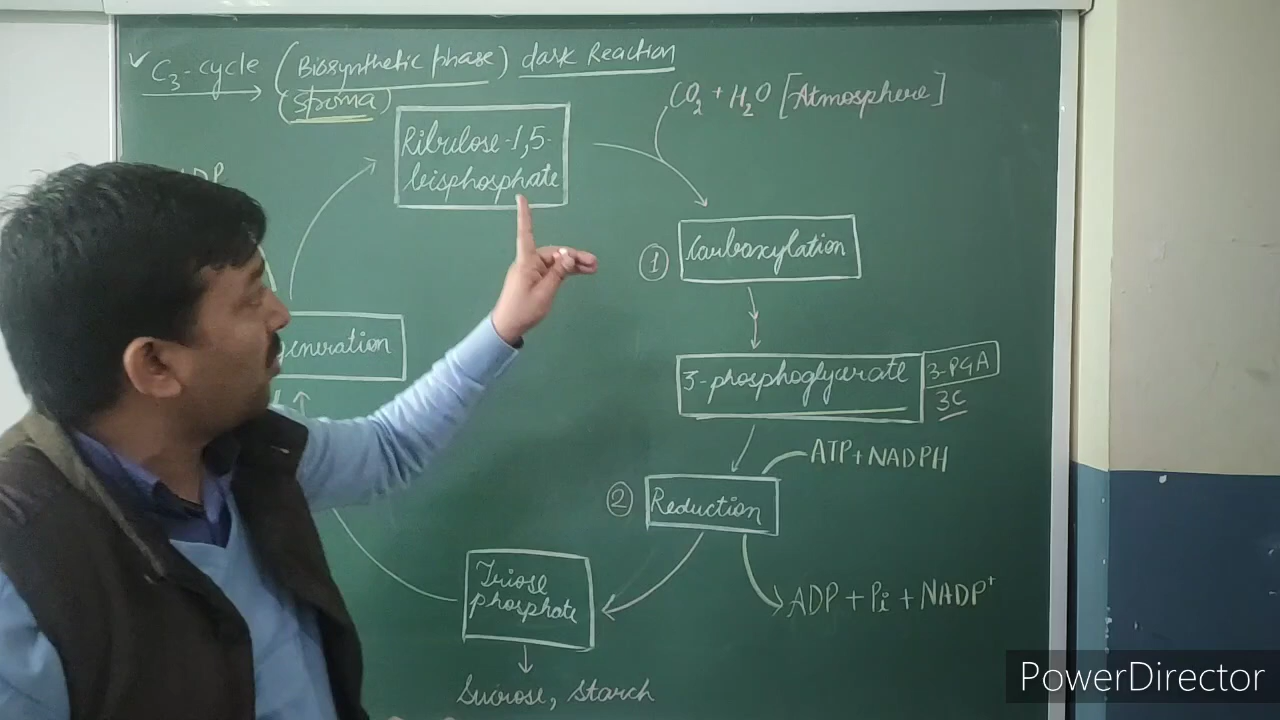 ✓ C₃-cycle (Biosynthetic phase) dark Reaction
(stroma)
CO₂ + H₂O [Atmosphere]
Ribulose-1,5-
bisphosphate
① Carboxylation
3-phosphoglycerate
3-PGA
3C
ATP+NADPH
② Reduction
ADP + Pi + NADP⁺
Triose
phosphate
Sucrose, starch
generation
DP
PowerDirector